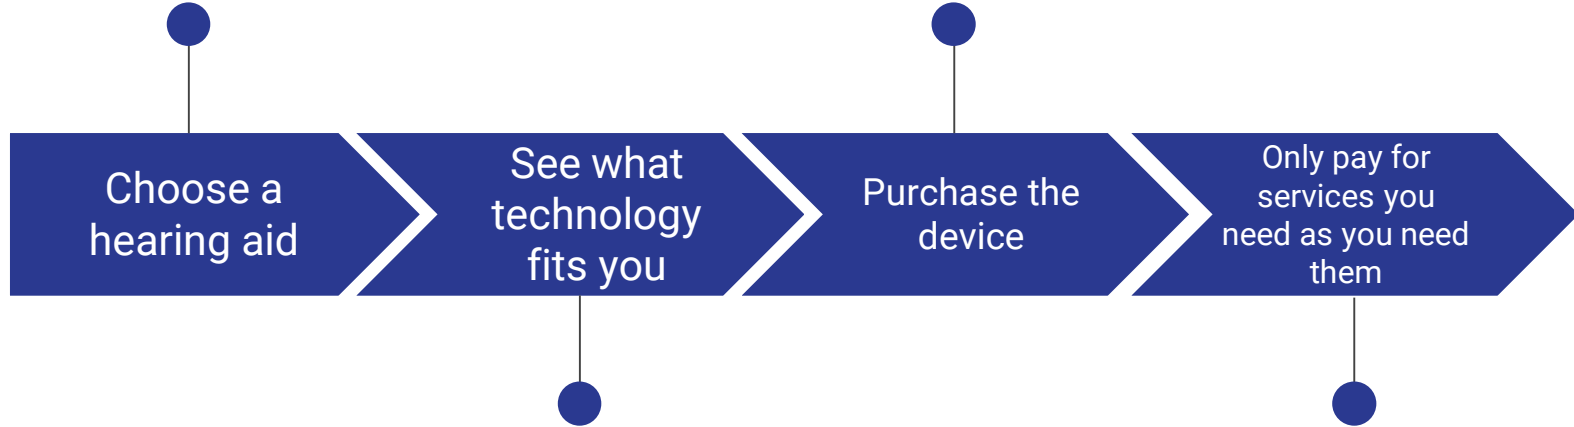 Choose a
hearing aid
See what
technology
fits you
Purchase the
device
Only pay for
services you
need as you need
them